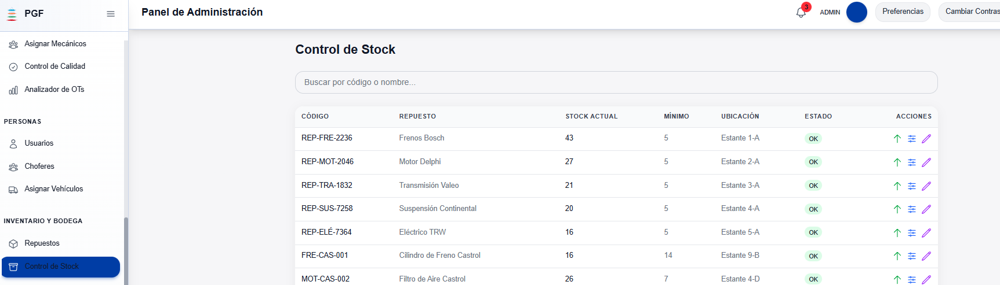 PGF
Panel de Administración
3
ADMIN
Preferencias
Cambiar Contras
Asignar Mecánicos
Control de Calidad
Analizador de OTs
PERSONAS
Usuarios
Choferes
Asignar Vehículos
INVENTARIO Y BODEGA
Repuestos
Control de Stock
Control de Stock
Buscar por código o nombre...
CÓDIGO REPUESTO STOCK ACTUAL MÍNIMO UBICACIÓN ESTADO ACCIONES
REP-FRE-2236 Frenos Bosch 43 5 Estante 1-A OK
REP-MOT-2046 Motor Delphi 27 5 Estante 2-A OK
REP-TRA-1832 Transmisión Valeo 21 5 Estante 3-A OK
REP-SUS-7258 Suspensión Continental 20 5 Estante 4-A OK
REP-ELÉ-7364 Eléctrico TRW 16 5 Estante 5-A OK
FRE-CAS-001 Cilindro de Freno Castrol 16 14 Estante 9-B OK
MOT-CAS-002 Filtro de Aire Castrol 26 7 Estante 4-D OK